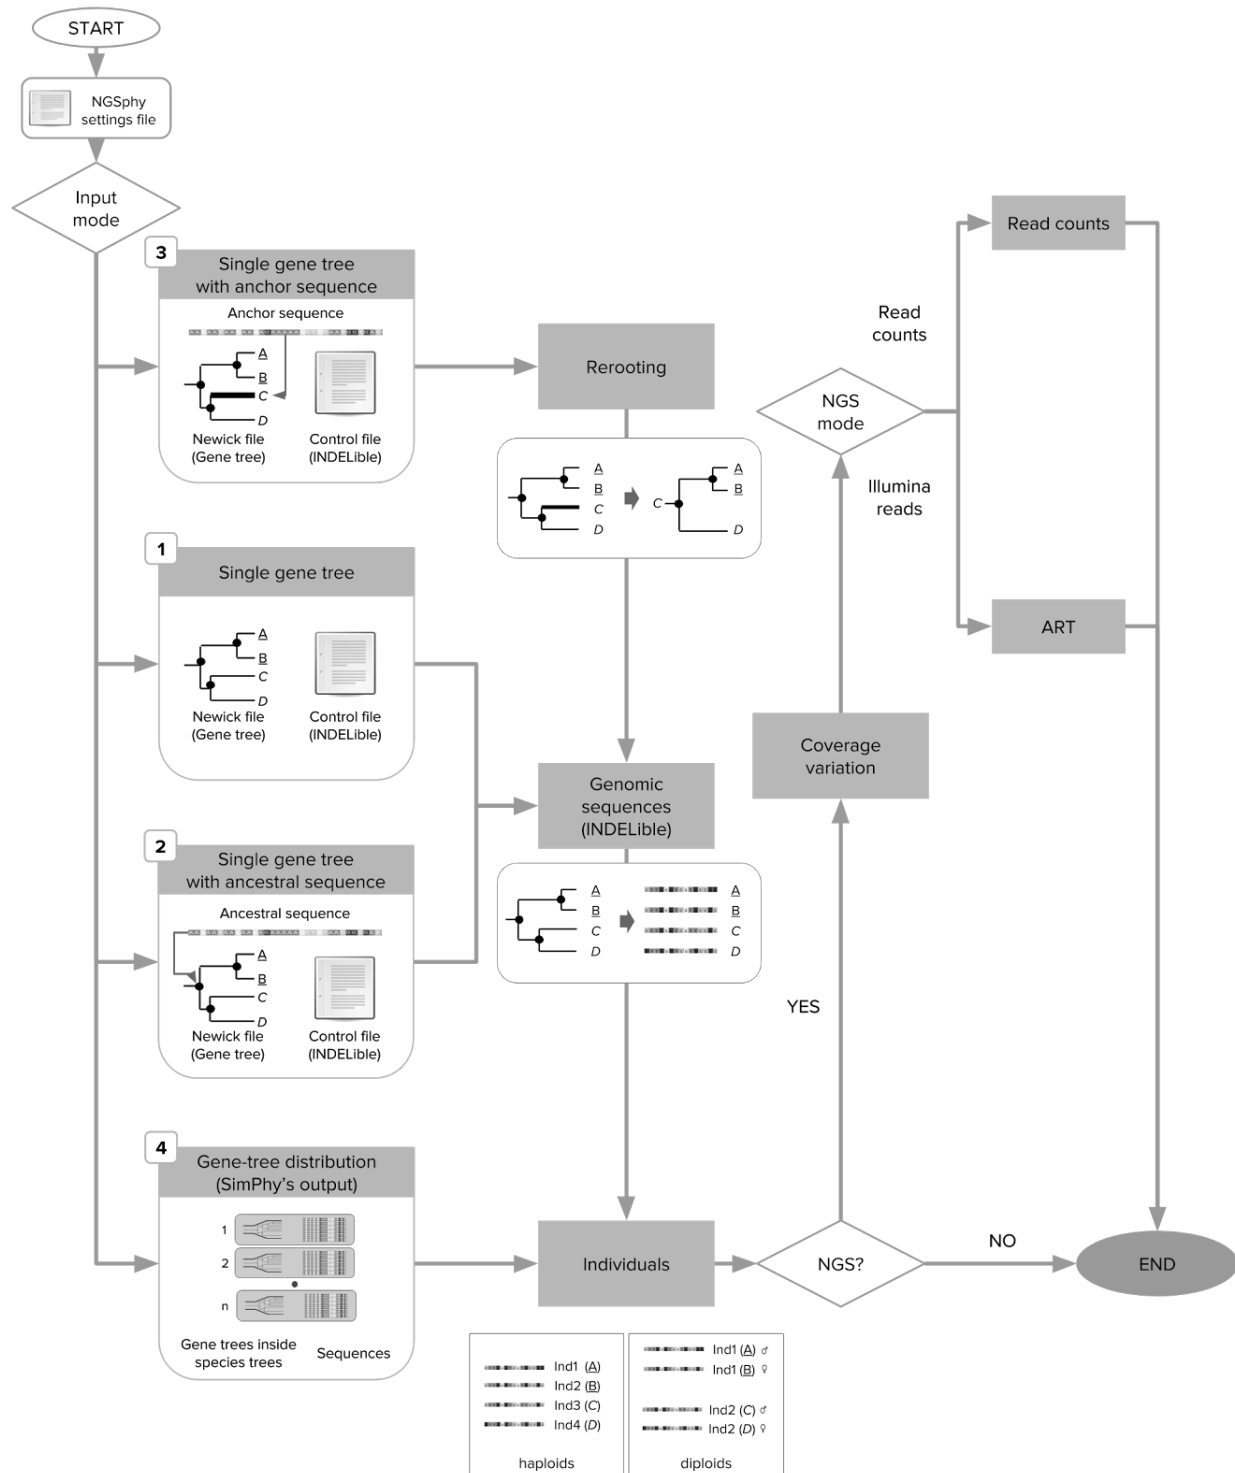 START
NGSphy
settings file
Input
mode
3
Single gene tree
with anchor sequence
Anchor sequence
A
B
C
D
Newick file
(Gene tree)
Control file
(INDELible)
Rerooting
A
B
C
D
A
B
C
D
1
Single gene tree
A
B
C
D
Newick file
(Gene tree)
Control file
(INDELible)
Genomic
sequences
(INDELible)
A
B
C
D
A
B
C
D
2
Single gene tree
with ancestral sequence
Ancestral sequence
A
B
C
D
Newick file
(Gene tree)
Control file
(INDELible)
4
Gene-tree distribution
(SimPhy's output)
1
2
n
Gene trees inside
species trees
Sequences
Individuals
Ind1 (A)
Ind2 (B)
Ind3 (C)
Ind4 (D)
haploids
Ind1 (A) ♂
Ind1 (B) ♀
Ind2 (C) ♂
Ind2 (D) ♀
diploids
NGS?
YES
NO
Coverage
variation
NGS
mode
Read
counts
Illumina
reads
Read counts
ART
END